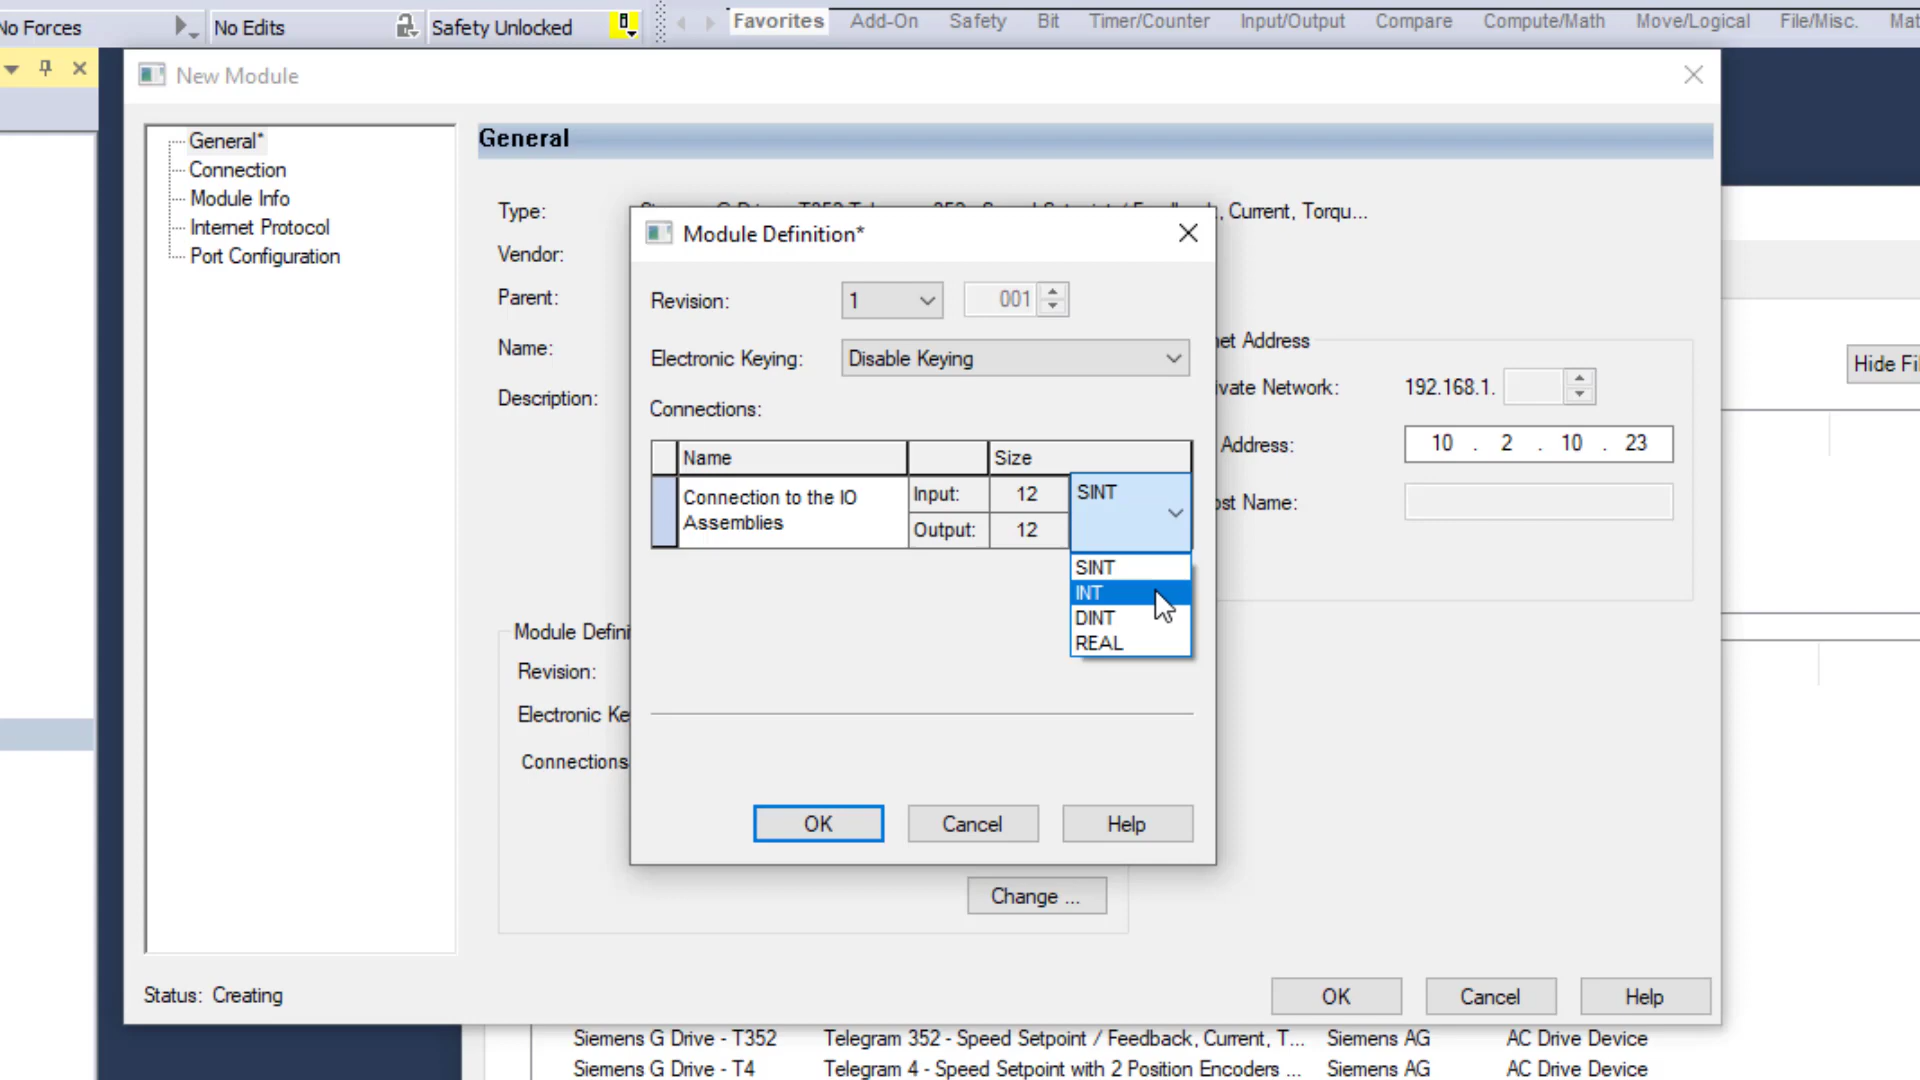 No Forces
No Edits
Safety Unlocked
Favorites Add-On Safety Bit Timer/Counter Input/Output Compare Compute/Math Move/Logical File/Misc.
New Module
General*
Connection
Module Info
Internet Protocol
Port Configuration
General
Type:
, Current, Torqu...
Vendor:
Parent:
Name:
Description:
Module Definition*
Revision: 1 001
Electronic Keying: Disable Keying
Connections:
Name Size
Connection to the IO
Assemblies
Input: 12
Output: 12
SINT
SINT
INT
DINT
REAL
OK Cancel Help
Address
192.168.1.
Network:
Address: 10 . 2 . 10 . 23
Name:
Hide
Module
Revision:
Electronic
Connections
Change ...
Status: Creating
OK Cancel Help
Siemens G Drive - T352 Telegram 352 - Speed Setpoint / Feedback, Current, T... Siemens AG AC Drive Device
Siemens G Drive - T4 Telegram 4 - Speed Setpoint with 2 Position Encoders ... Siemens AG AC Drive Device